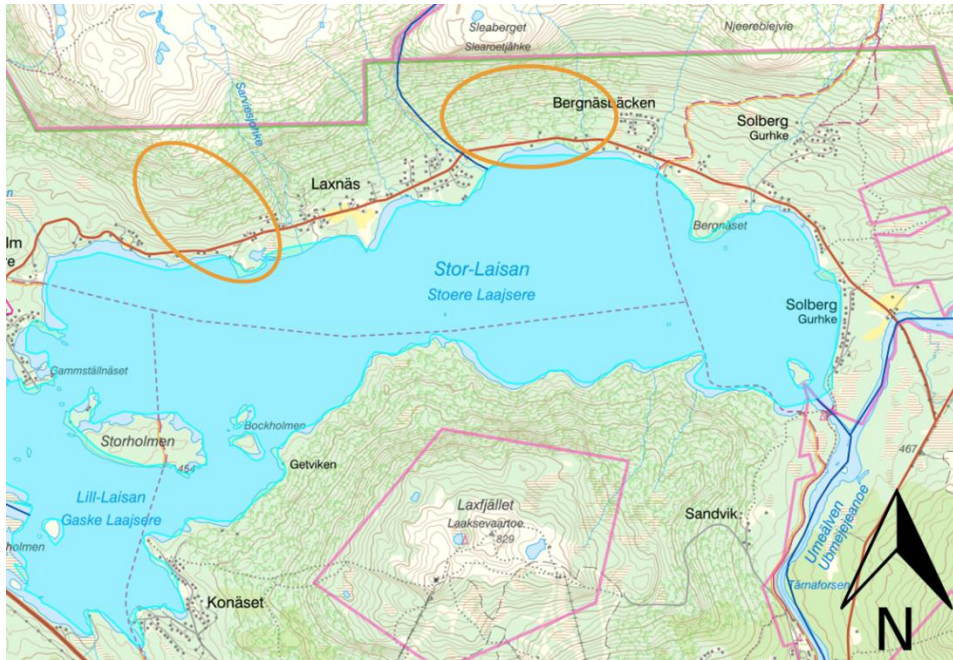 Sleaberget
Slearoetjåhke
Njeerebiejvie
Sarviesjohke
Bergnäsbäcken
Solberg
Gurhke
Laxnäs
Bergnäset
Stor-Laisan
Stoere Laajsere
Solberg
Gurhke
Gammställnäset
Bockholmen
Storholmen
454
Getviken
467
Lill-Laisan
Gaske Laajsere
Laxfjället
Laaksevaartoe
829
Sandvik
Umeälven
Ubmejejeanoe
Tärnaforsen
Konäset
N